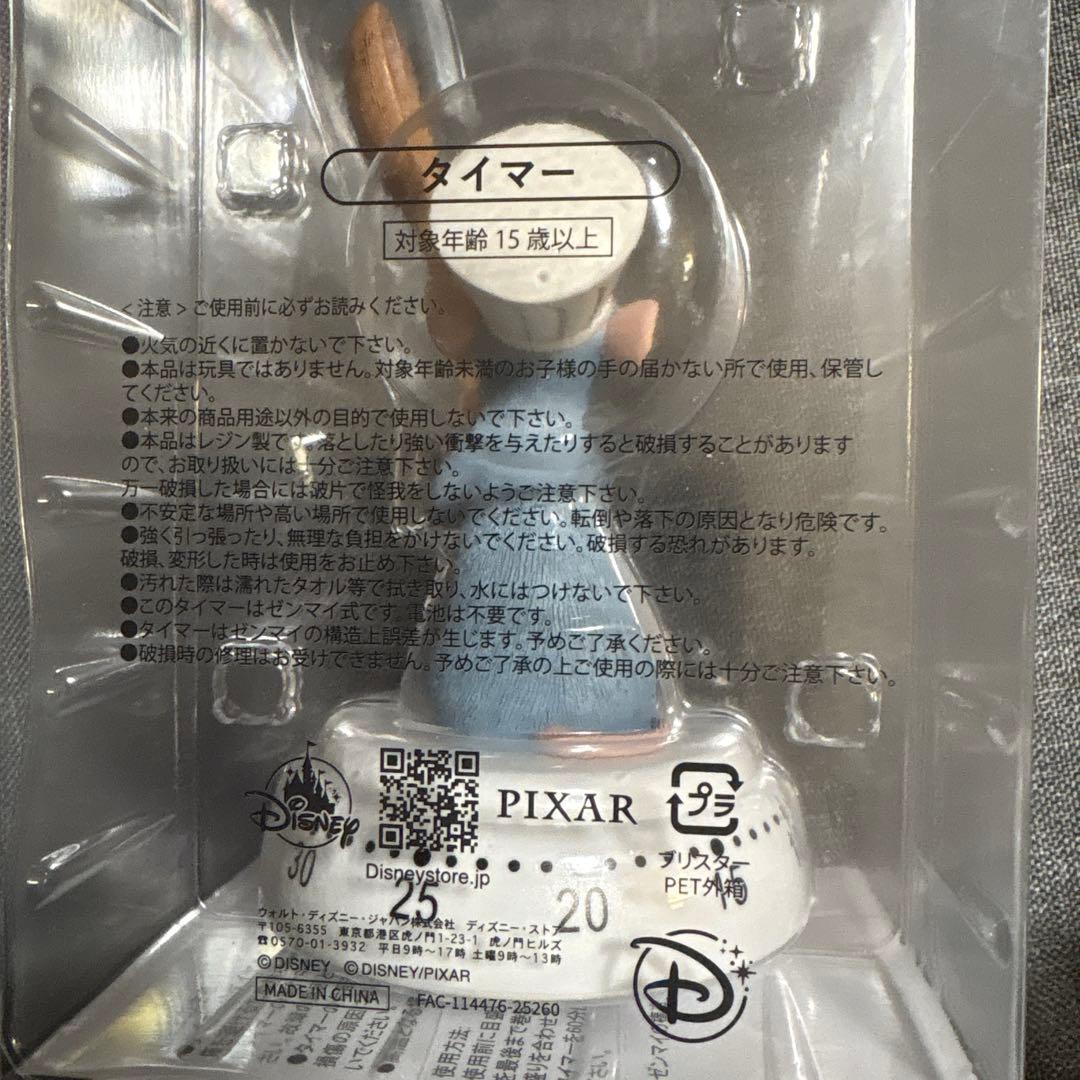 タイマー
対象年齢 15 歳以上
<注意> ご使用前に必ずお読みください。
●火気の近くに置かないで下さい。
●本品は玩具ではありません。対象年齢未満のお子様の手の届かない所で使用、保管し
てください。
●本来の商品用途以外の目的で使用しないで下さい。
●本品はレジン製です。落としたり強い衝撃を与えたりすると破損することがあります
ので、お取り扱いには十分ご注意下さい。
万一破損した場合には破片で怪我をしないようご注意下さい。
●不安定な場所や高い場所で使用しないでください。転倒や落下の原因となり危険です。
●強く引っ張ったり、無理な負担をかけないでください。破損する恐れがあります。
破損、変形した時は使用をお止め下さい。
●汚れた際は濡れたタオル等で拭き取り、水にはつけないで下さい。
●このタイマーはゼンマイ式です。電池は不要です。
●タイマーはゼンマイの構造上誤差が生じます。予めご了承ください。
●破損時の修理はお受けできません。予めご了承の上ご使用の際には十分ご注意下さい。
Disney
PIXAR
プラ
Disneystore.jp
ブリスター
PET外箱
30
25
20
15
ウォルト・ディズニー・ジャパン株式会社 ディズニー・ストア
〒105-6355 東京都港区虎ノ門1-23-1 虎ノ門ヒルズ
☎0570-01-3932 平日9時〜17時 土曜9時〜13時
©DISNEY ©DISNEY/PIXAR
MADE IN CHINA
FAC-114476-25260
D
使用方法